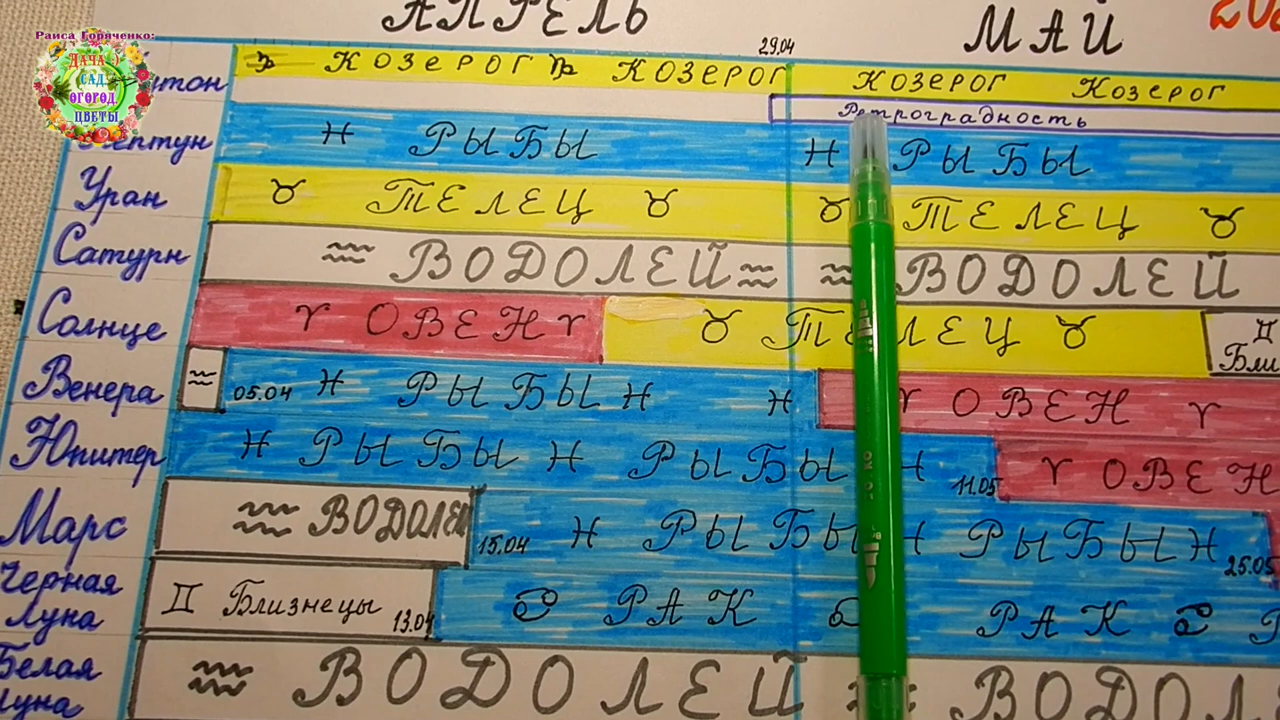 Раиса Горяченко:
ДАЧА :)
САД,
ОГОРОД,
ЦВЕТЫ
АПРЕЛЬ МАЙ
29.04
♑ КОЗЕРОГ ♑ КОЗЕРОГ КОЗЕРОГ КОЗЕРОГ
Ретроградность
♓ РЫБЫ ♓ РЫБЫ
Уран ♉ ТЕЛЕЦ ♉ ♉ ТЕЛЕЦ ♉
Сатурн ♒ ВОДОЛЕЙ ♒ ♒ ВОДОЛЕЙ
Солнце ♈ ОВЕН ♈ ♉ ТЕЛЕЦ ♉ ♊
Венера ♒ 05.04 ♓ РЫБЫ ♓ ♓ ♈ ОВЕН ♈
Юпитер ♓ РЫБЫ ♓ РЫБЫ ♓ 11.05 ♈ ОВЕН
Марс ♒ ВОДОЛЕЙ 15.04 ♓ РЫБЫ ♓ РЫБЫ ♓ 25.05
Черная
Луна ♊ Близнецы 13.04 ♋ РАК ♋ РАК ♋
Белая
Луна ♒ ВОДОЛЕЙ